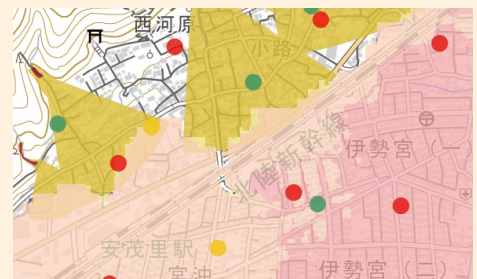 西河原
小路
北陸新幹線
伊勢宮（一）
安茂里駅
宮沖
伊勢宮（二）